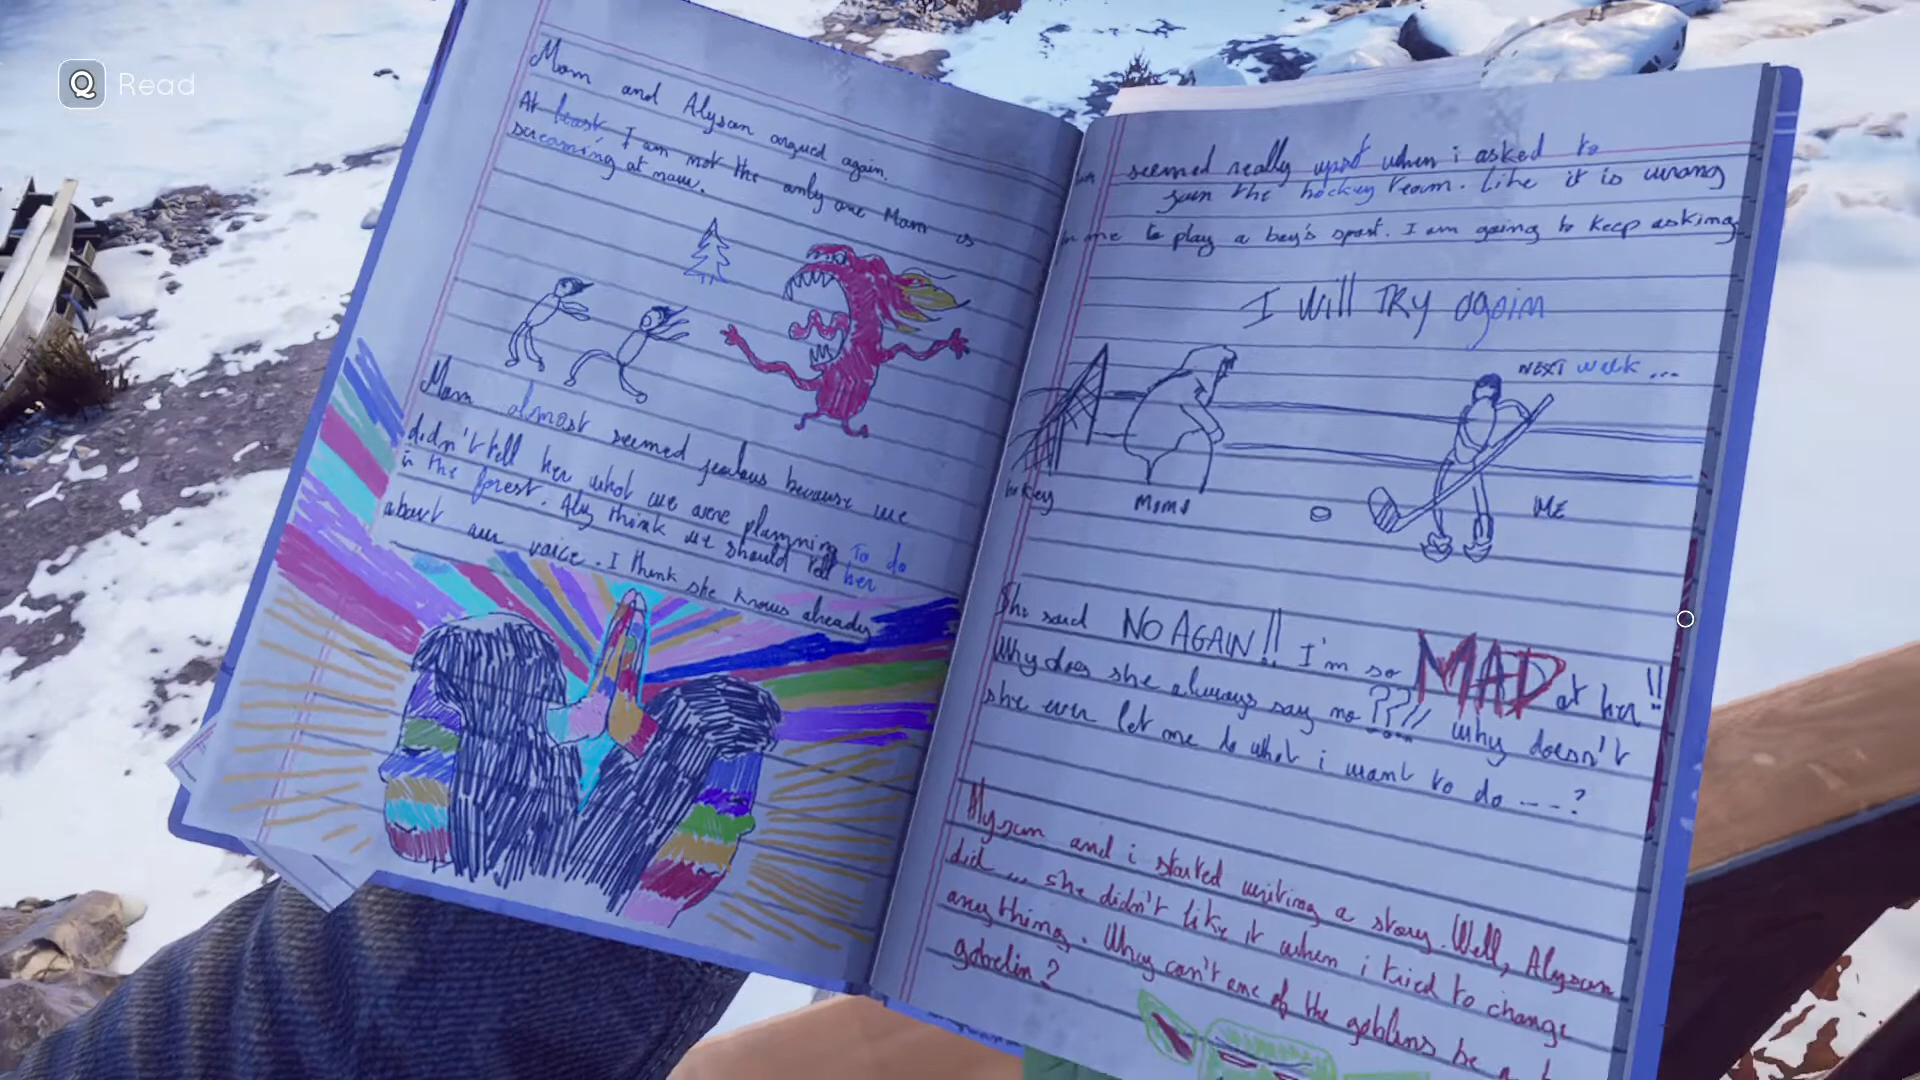 Q Read
Mom and Alyson argued again.
At least I am not the only one Mom is
screaming at now.
Mom almost seemed jealous because we
didn't tell her what we were planning to do
in the forest. Aly think we should tell her
about our voice. I think she knows already
seemed really upset when i asked to
join the hockey team. Like it is wrong
me to play a boy's sport. I am going to keep asking
I will TRY again
NEXT week ...
MOMS
ME
She said NO AGAIN!! I'm so MAD at her!!
Why does she always say no??!! why doesn't
she ever let me do what i want to do ---?
Alyson and i started writing a story. Well, Alyson
did ... she didn't like it when i tried to change
anything. Why can't one of the goblins be a
gobelin?